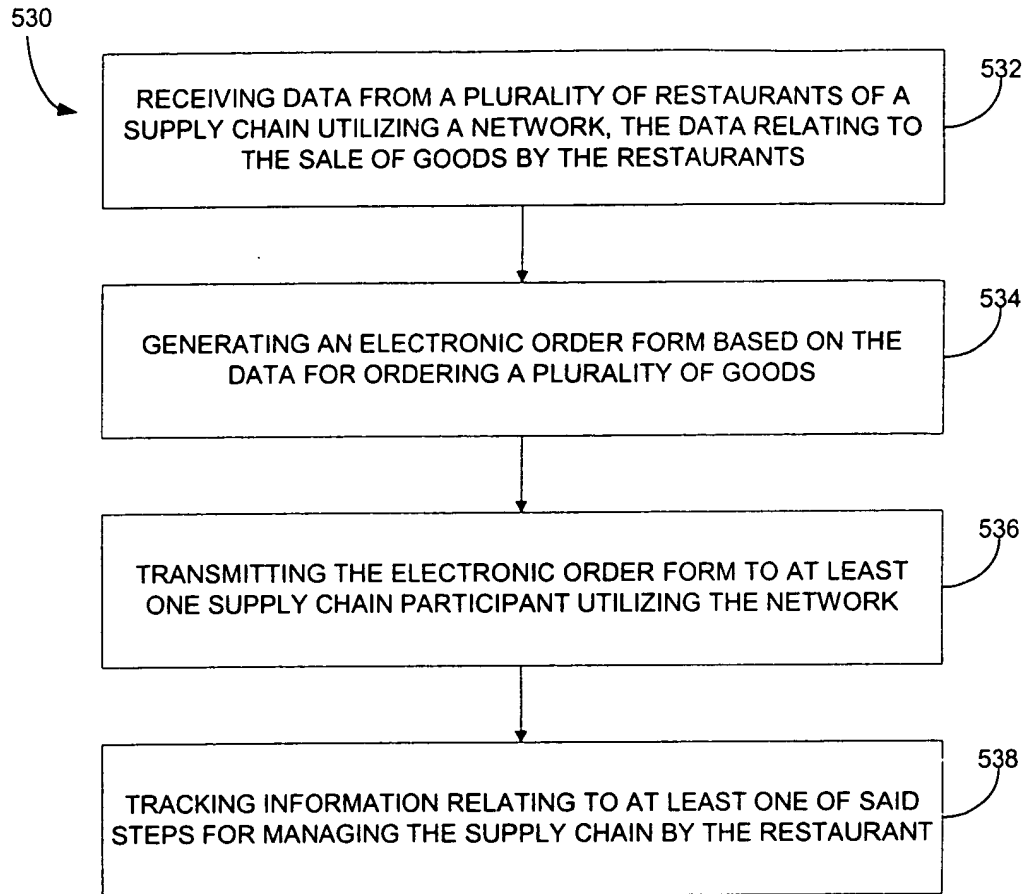 530
532
RECEIVING DATA FROM A PLURALITY OF RESTAURANTS OF A
SUPPLY CHAIN UTILIZING A NETWORK, THE DATA RELATING TO
THE SALE OF GOODS BY THE RESTAURANTS
534
GENERATING AN ELECTRONIC ORDER FORM BASED ON THE
DATA FOR ORDERING A PLURALITY OF GOODS
536
TRANSMITTING THE ELECTRONIC ORDER FORM TO AT LEAST
ONE SUPPLY CHAIN PARTICIPANT UTILIZING THE NETWORK
538
TRACKING INFORMATION RELATING TO AT LEAST ONE OF SAID
STEPS FOR MANAGING THE SUPPLY CHAIN BY THE RESTAURANT